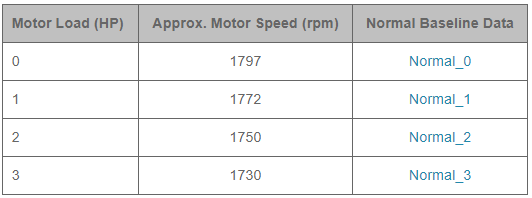 Motor Load (HP) Approx. Motor Speed (rpm) Normal Baseline Data
0 1797 Normal_0
1 1772 Normal_1
2 1750 Normal_2
3 1730 Normal_3